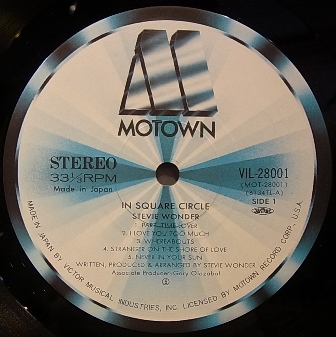 MOTOWN
STEREO
33⅓ RPM
Made in Japan
VIL-28001
(MOT-28001)
(6134TL-A)
SIDE 1
IN SQUARE CIRCLE
STEVIE WONDER
PART-TIME LOVER
2. I LOVE YOU TOO MUCH
3. WHEREABOUTS
4. STRANGER ON THE SHORE OF LOVE
5. NEVER IN YOUR SUN
WRITTEN, PRODUCED & ARRANGED BY STEVIE WONDER
Associate Producer: Gary Olazabal
Ⓟ
MADE IN JAPAN BY VICTOR MUSICAL INDUSTRIES, INC. LICENSED BY MOTOWN RECORD CORP. U.S.A.